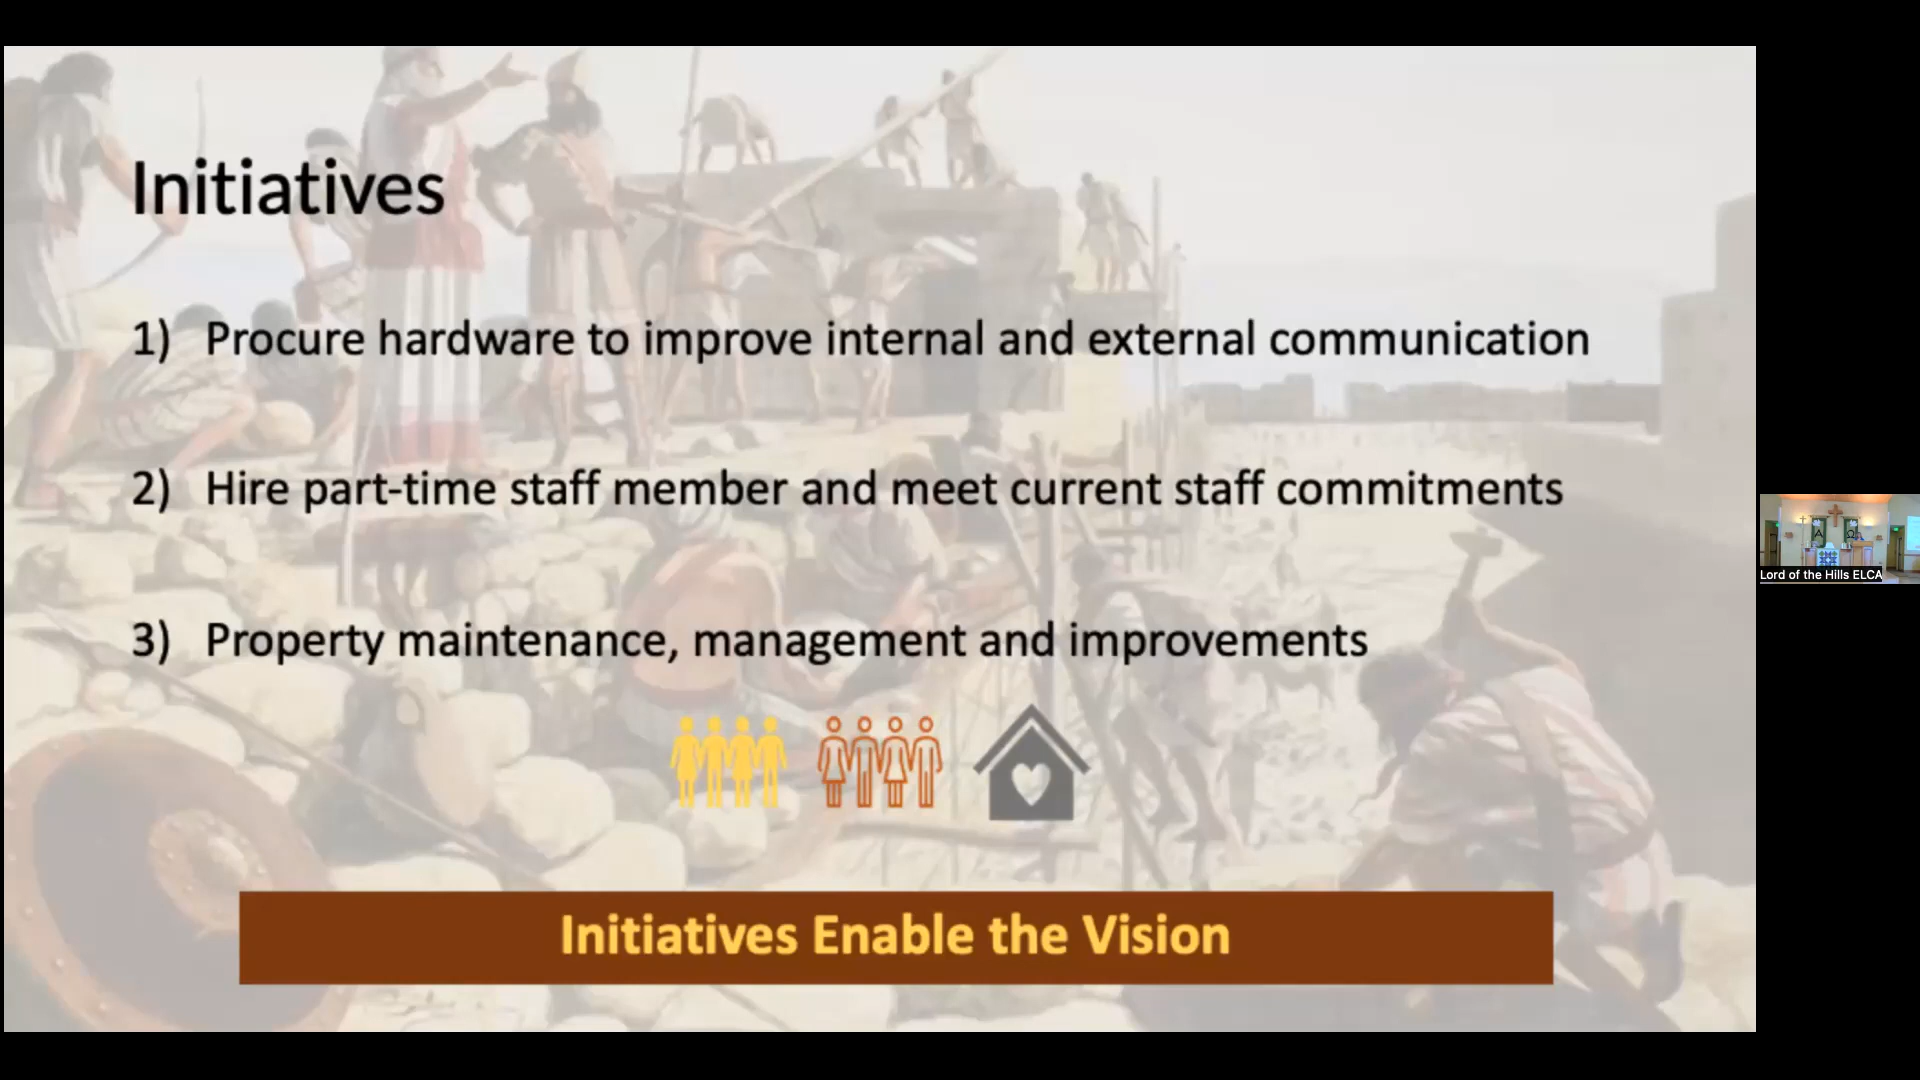 Initiatives
1) Procure hardware to improve internal and external communication
2) Hire part-time staff member and meet current staff commitments
3) Property maintenance, management and improvements
Initiatives Enable the Vision
Α Ω
Lord of the Hills ELCA